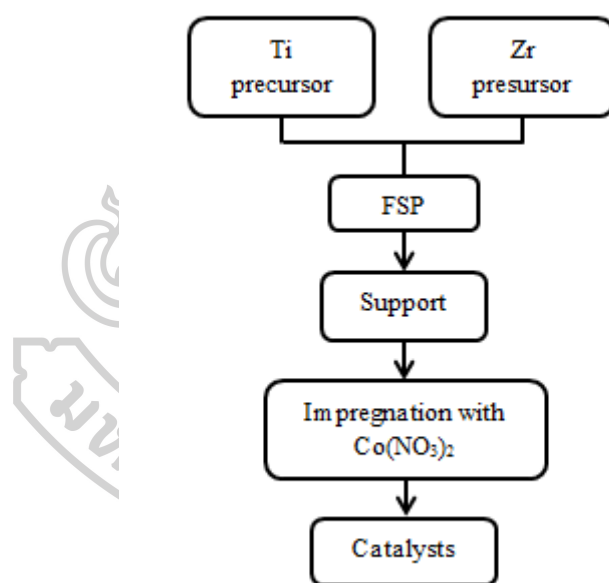 Ti
precursor
Zr
presursor
FSP
Support
Impregnation with
Co(NO₃)₂
Catalysts